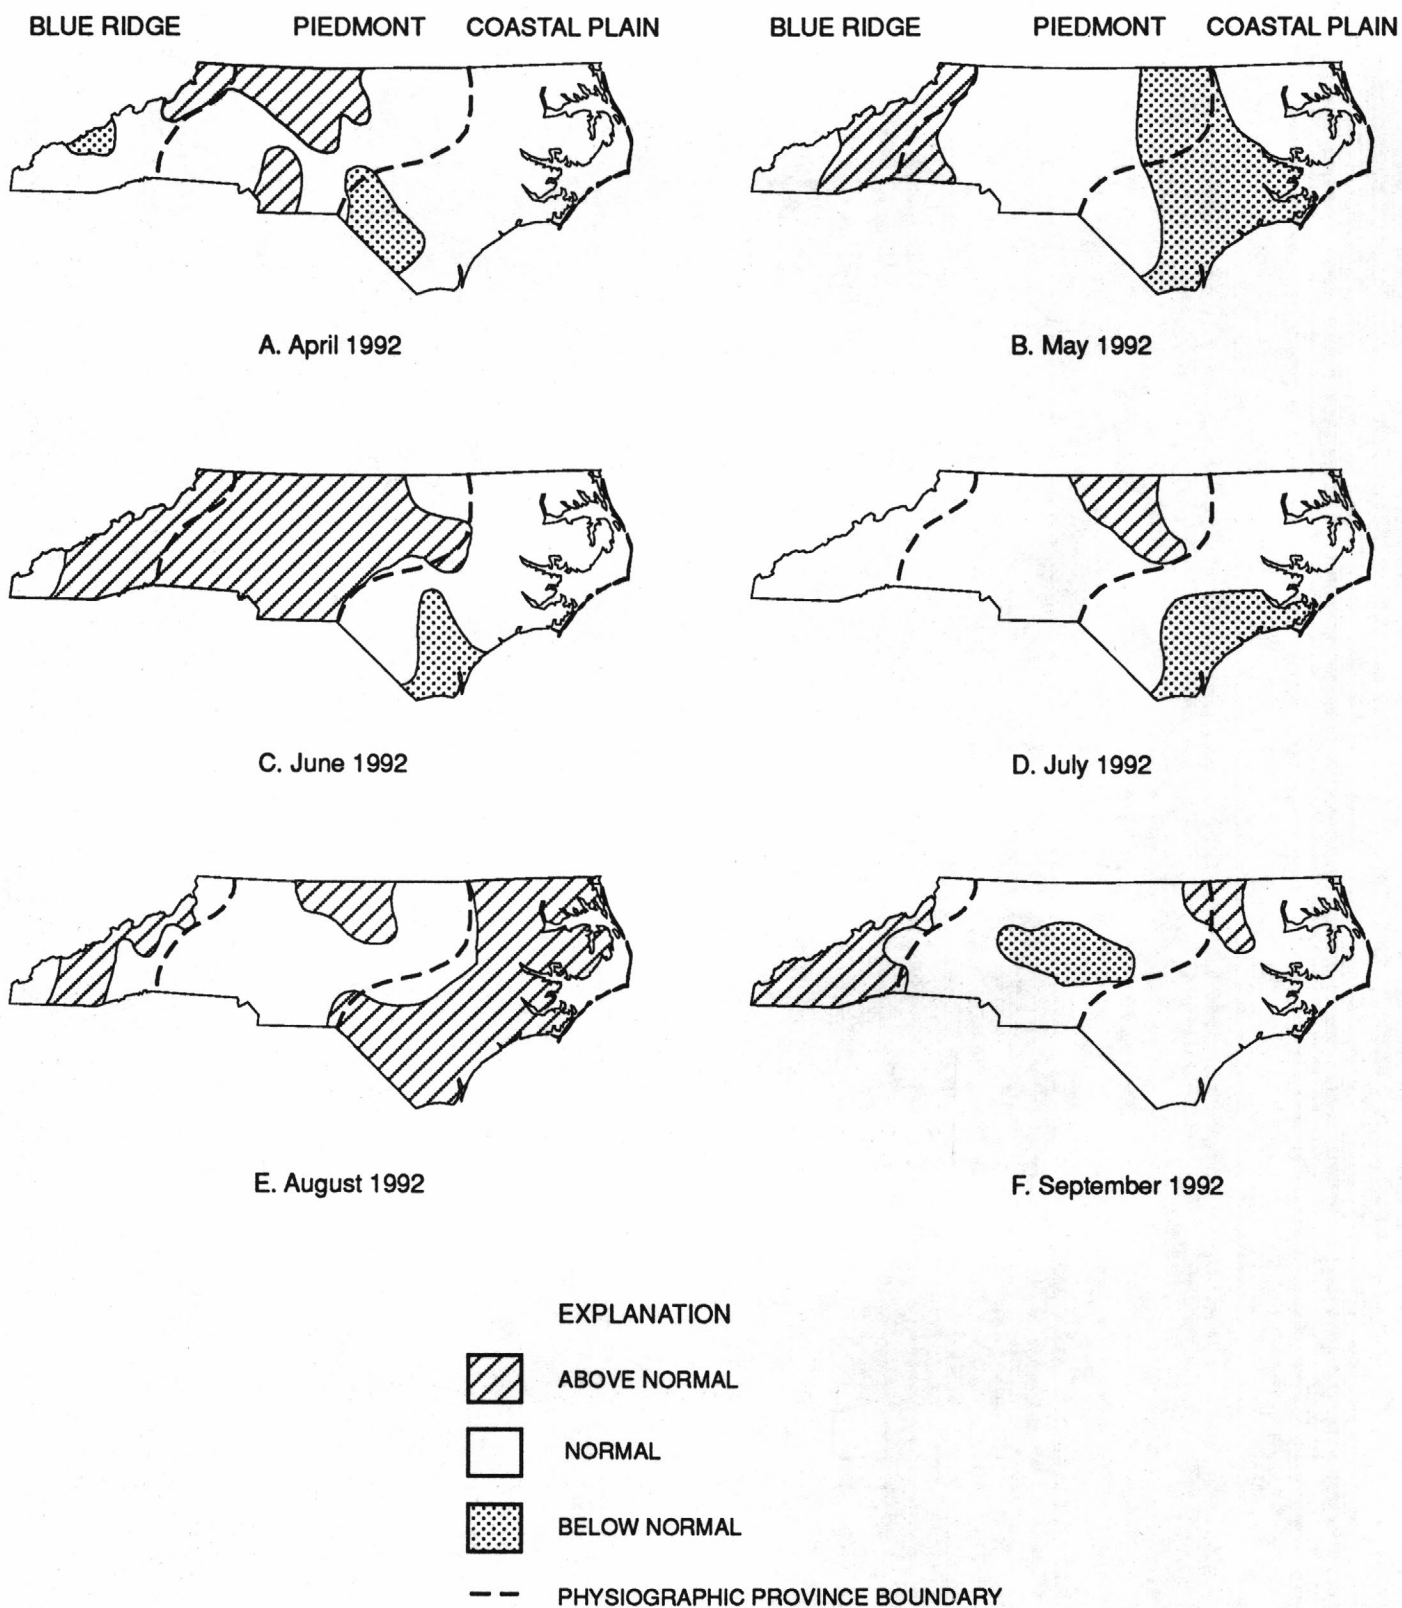 BLUE RIDGE PIEDMONT COASTAL PLAIN BLUE RIDGE PIEDMONT COASTAL PLAIN
A. April 1992 B. May 1992
C. June 1992 D. July 1992
E. August 1992 F. September 1992
EXPLANATION
ABOVE NORMAL
NORMAL
BELOW NORMAL
PHYSIOGRAPHIC PROVINCE BOUNDARY